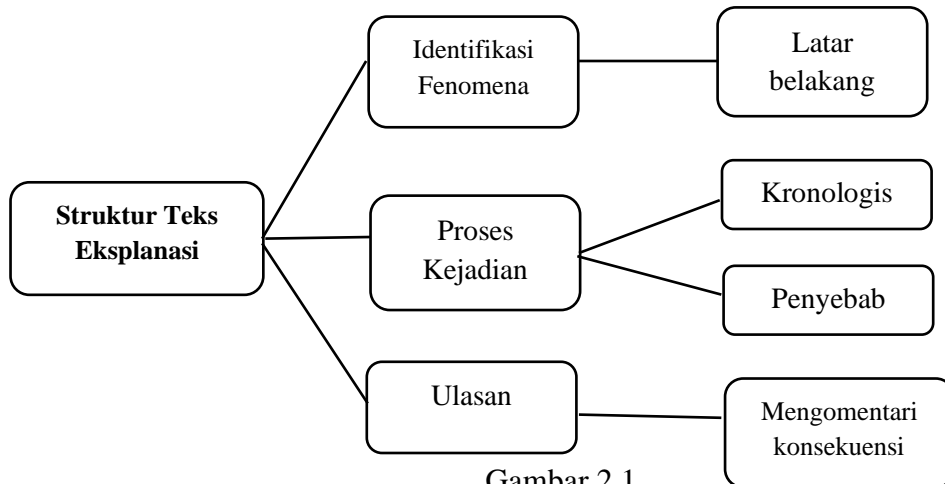 Struktur Teks
Eksplanasi
Identifikasi
Fenomena
Latar
belakang
Proses
Kejadian
Kronologis
Penyebab
Ulasan
Mengomentari
konsekuensi
Gambar 2.1